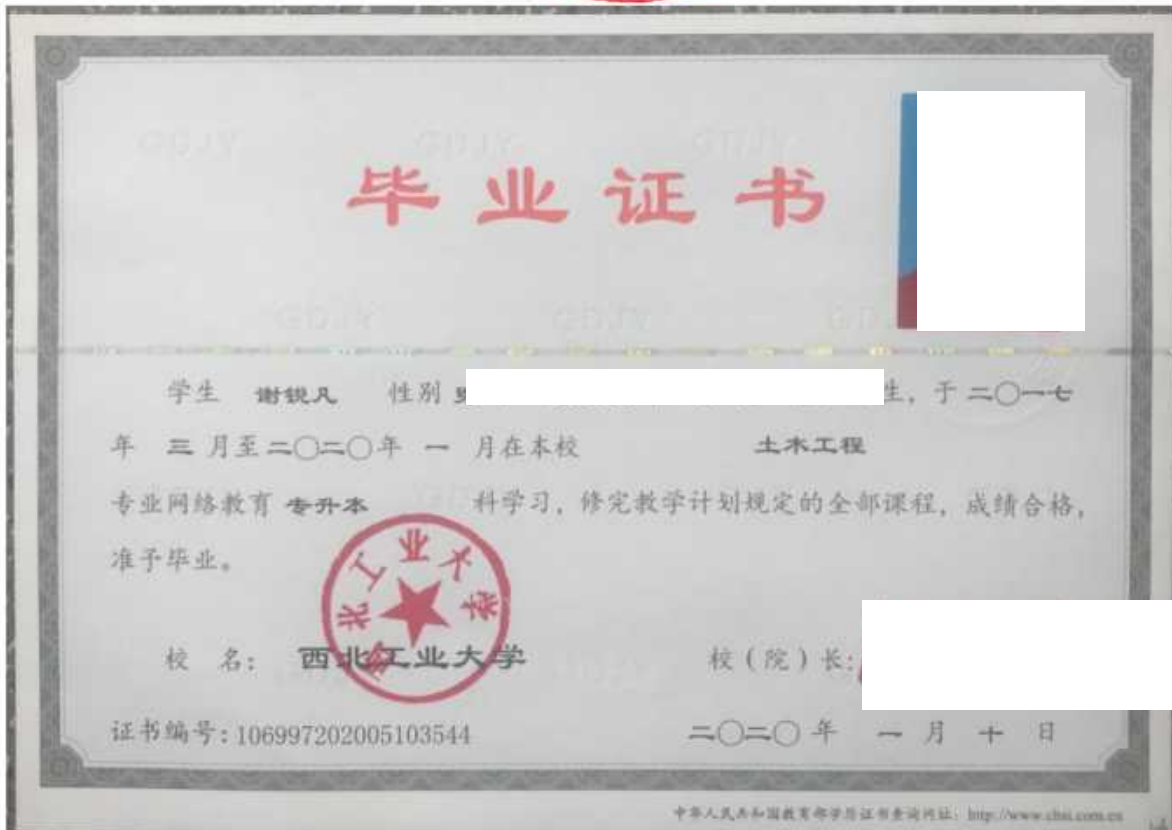 毕业证书
学生 谢锐凡 性别 生，于 二〇一七
年 三 月至 二〇二〇年 一 月在本校 土木工程
专业网络教育 专升本 科学习，修完教学计划规定的全部课程，成绩合格，
准予毕业。
西北工业大学
校 名： 西北工业大学 校（院）长：
证书编号：106997202005103544 二〇二〇 年 一 月 十 日
中华人民共和国教育部学历证书查询网址：http://www.chsi.com.cn